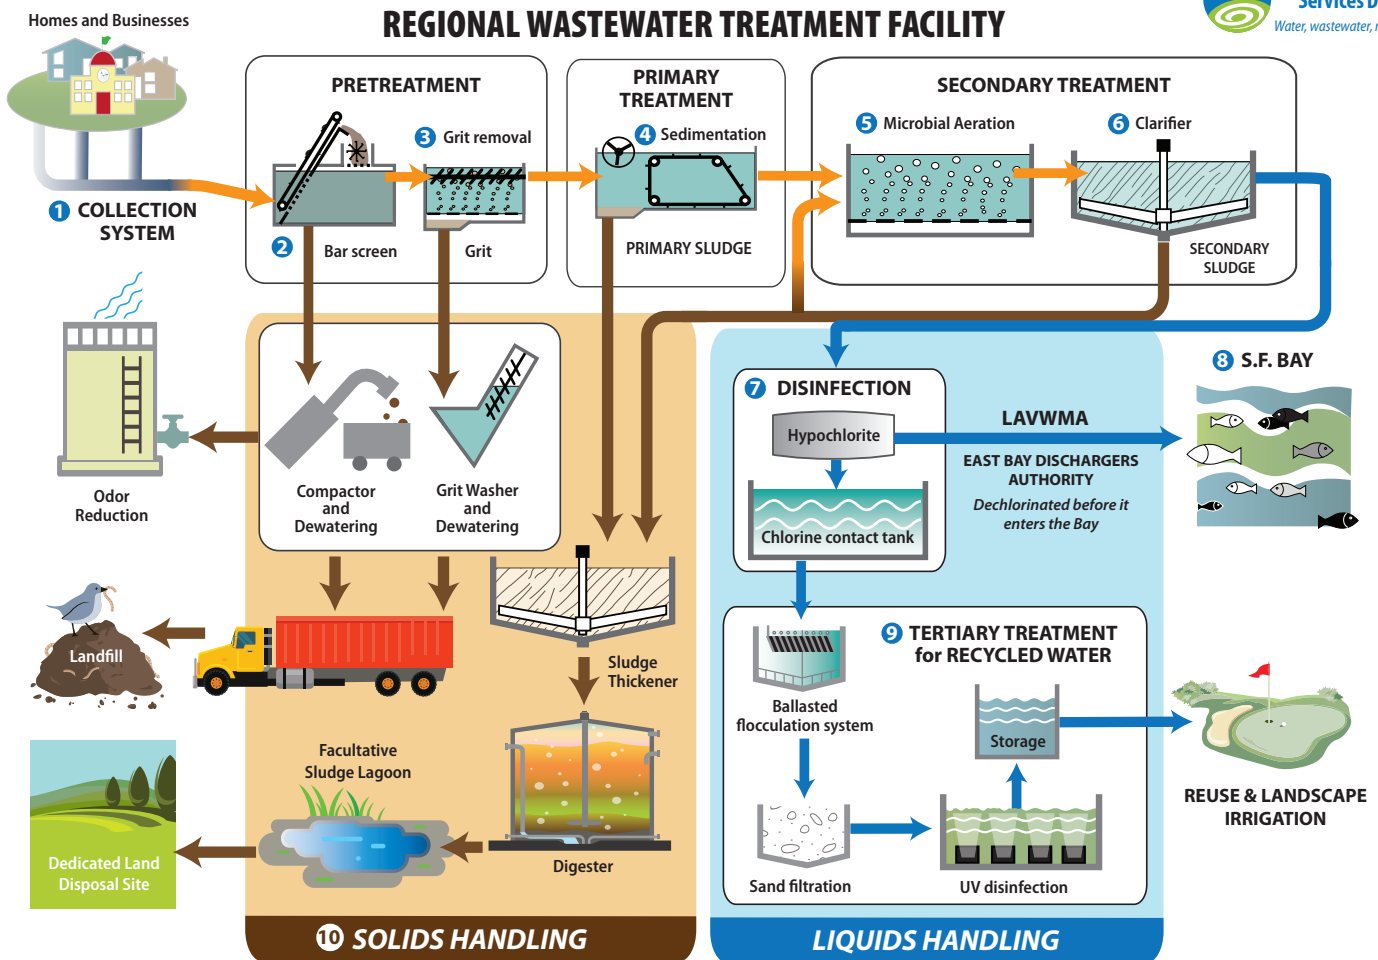 Homes and Businesses
REGIONAL WASTEWATER TREATMENT FACILITY
Services D
Water, wastewater, r
PRETREATMENT
PRIMARY
TREATMENT
SECONDARY TREATMENT
3 Grit removal
4 Sedimentation
5 Microbial Aeration
6 Clarifier
1 COLLECTION
SYSTEM
2
Bar screen
Grit
PRIMARY SLUDGE
SECONDARY
SLUDGE
8 S.F. BAY
7 DISINFECTION
Hypochlorite
LAVWMA
EAST BAY DISCHARGERS
AUTHORITY
Dechlorinated before it
enters the Bay
Chlorine contact tank
Odor
Reduction
Compactor
and
Dewatering
Grit Washer
and
Dewatering
Landfill
Sludge
Thickener
9 TERTIARY TREATMENT
for RECYCLED WATER
Ballasted
flocculation system
Storage
Facultative
Sludge Lagoon
REUSE & LANDSCAPE
IRRIGATION
Dedicated Land
Disposal Site
Digester
Sand filtration
UV disinfection
10 SOLIDS HANDLING
LIQUIDS HANDLING